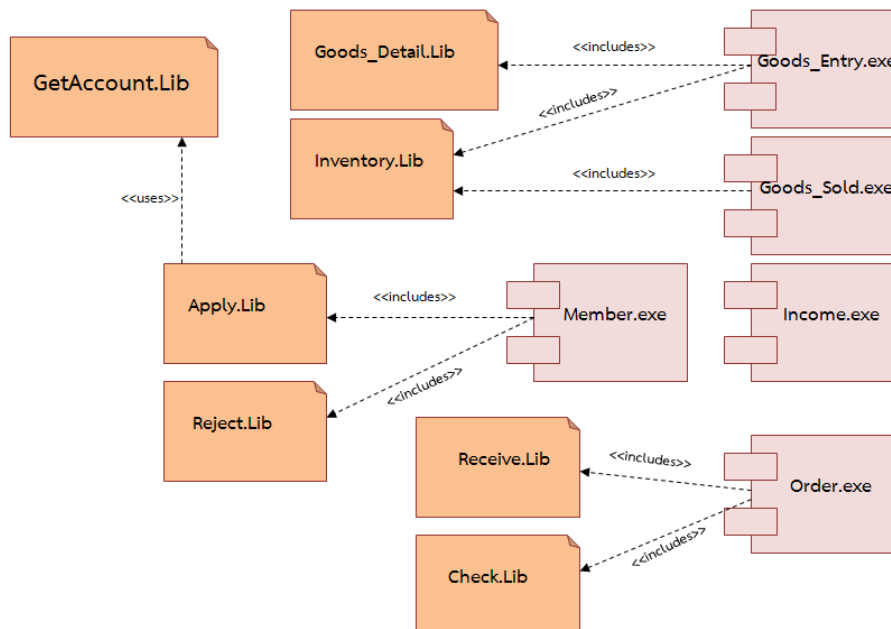 GetAccount.Lib
Goods_Detail.Lib
<<includes>>
Goods_Entry.exe
<<includes>>
Inventory.Lib
<<includes>>
Goods_Sold.exe
<<uses>>
Apply.Lib
<<includes>>
Member.exe
Income.exe
<<includes>>
Reject.Lib
Receive.Lib
<<includes>>
Order.exe
<<includes>>
Check.Lib